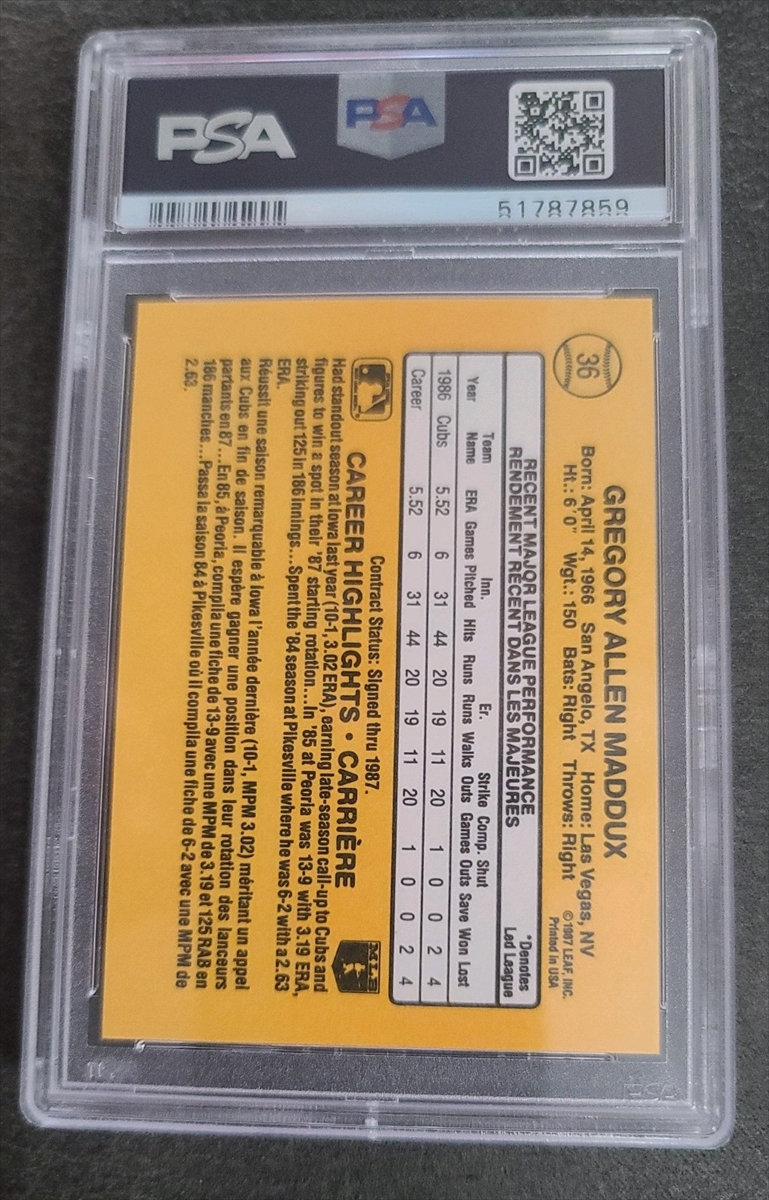 PSA
PSA
51787859
36
GREGORY ALLEN MADDUX
Born: April 14, 1966 San Angelo, TX Home: Las Vegas, NV
Ht.: 6'0" Wgt.: 150 Bats: Right Throws: Right
©1987 LEAF, INC.
Printed in USA
RECENT MAJOR LEAGUE PERFORMANCE
RENDEMENT RÉCENT DANS LES MAJEURES
*Denotes
Led League
Team Inn. Er. Strike Comp. Shut
Year Name ERA Games Pitched Hits Runs Runs Walks Outs Games Outs Save Won Lost
1986 Cubs 5.52 6 31 44 20 19 11 20 1 0 0 2 4
Career 5.52 6 31 44 20 19 11 20 1 0 0 2 4
Contract Status: Signed thru 1987.
CAREER HIGHLIGHTS • CARRIÈRE
MLB
Had standout season at Iowa last year (10-1, 3.02 ERA), earning late-season call-up to Cubs and
figures to win a spot in their '87 starting rotation...In '85 at Peoria was 13-9 with 3.19 ERA,
striking out 125 in 186 innings...Spent the '84 season at Pikesville where he was 6-2 with a 2.63
ERA.
Réussit une saison remarquable à Iowa l'année dernière (10-1, MPM 3.02) méritant un appel
aux Cubs en fin de saison. Il espère gagner une position dans leur rotation des lanceurs
partants en 87...En 85, à Peoria, compila une fiche de 13-9 avec une MPM de 3.19 et 125 RAB en
186 manches...Passa la saison 84 à Pikesville où il compila une fiche de 6-2 avec une MPM de
2.63.
PSA